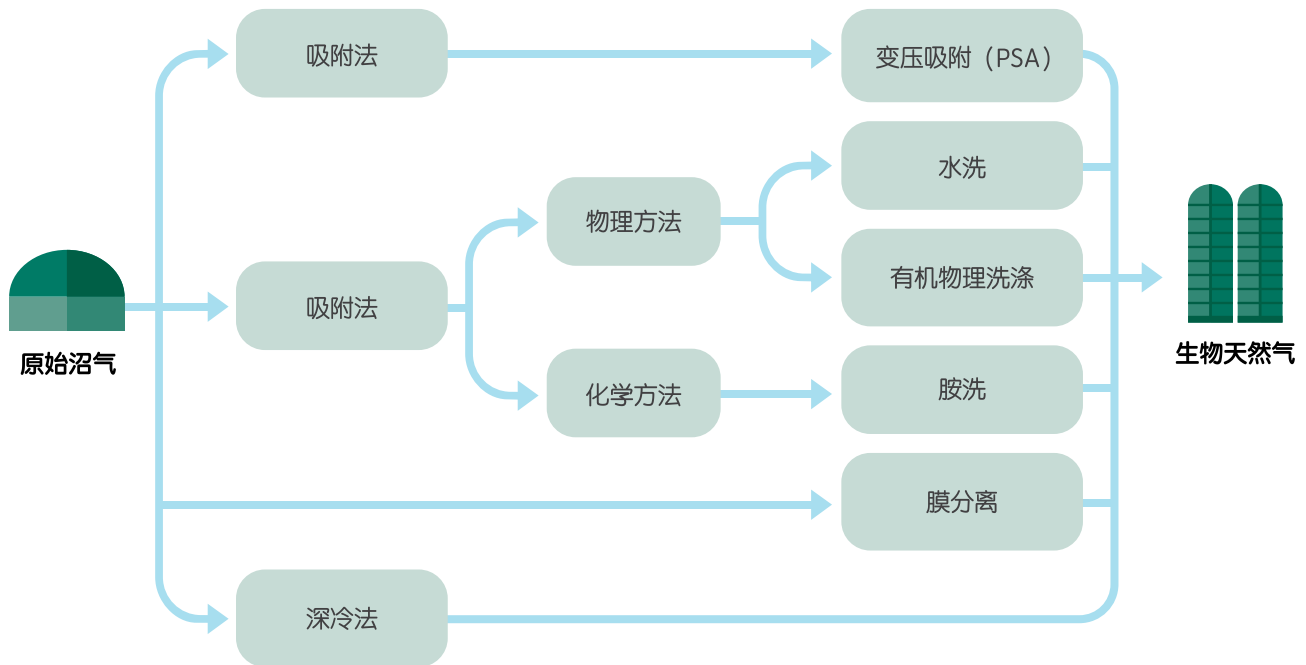 吸附法
变压吸附（PSA）
水洗
物理方法
有机物理洗涤
吸附法
原始沼气
生物天然气
化学方法
胺洗
膜分离
深冷法